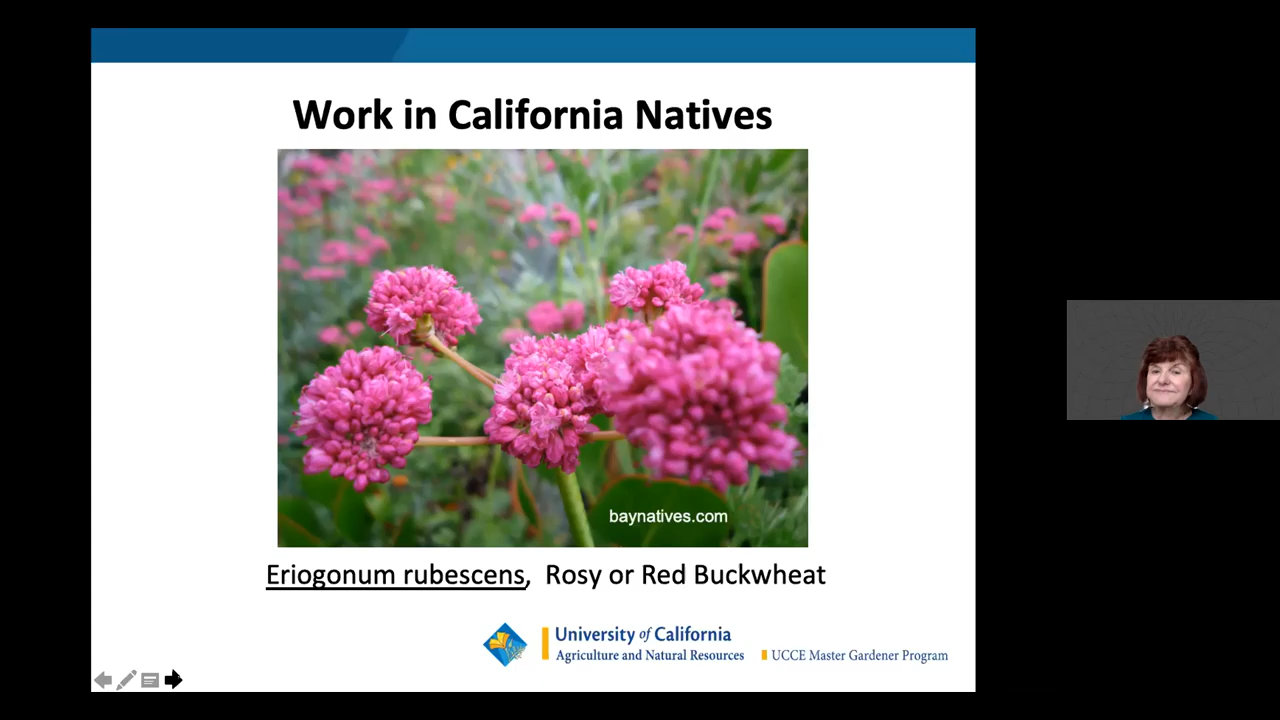 Work in California Natives
baynatives.com
Eriogonum rubescens,  Rosy or Red Buckwheat
University of California
Agriculture and Natural Resources
UCCE Master Gardener Program